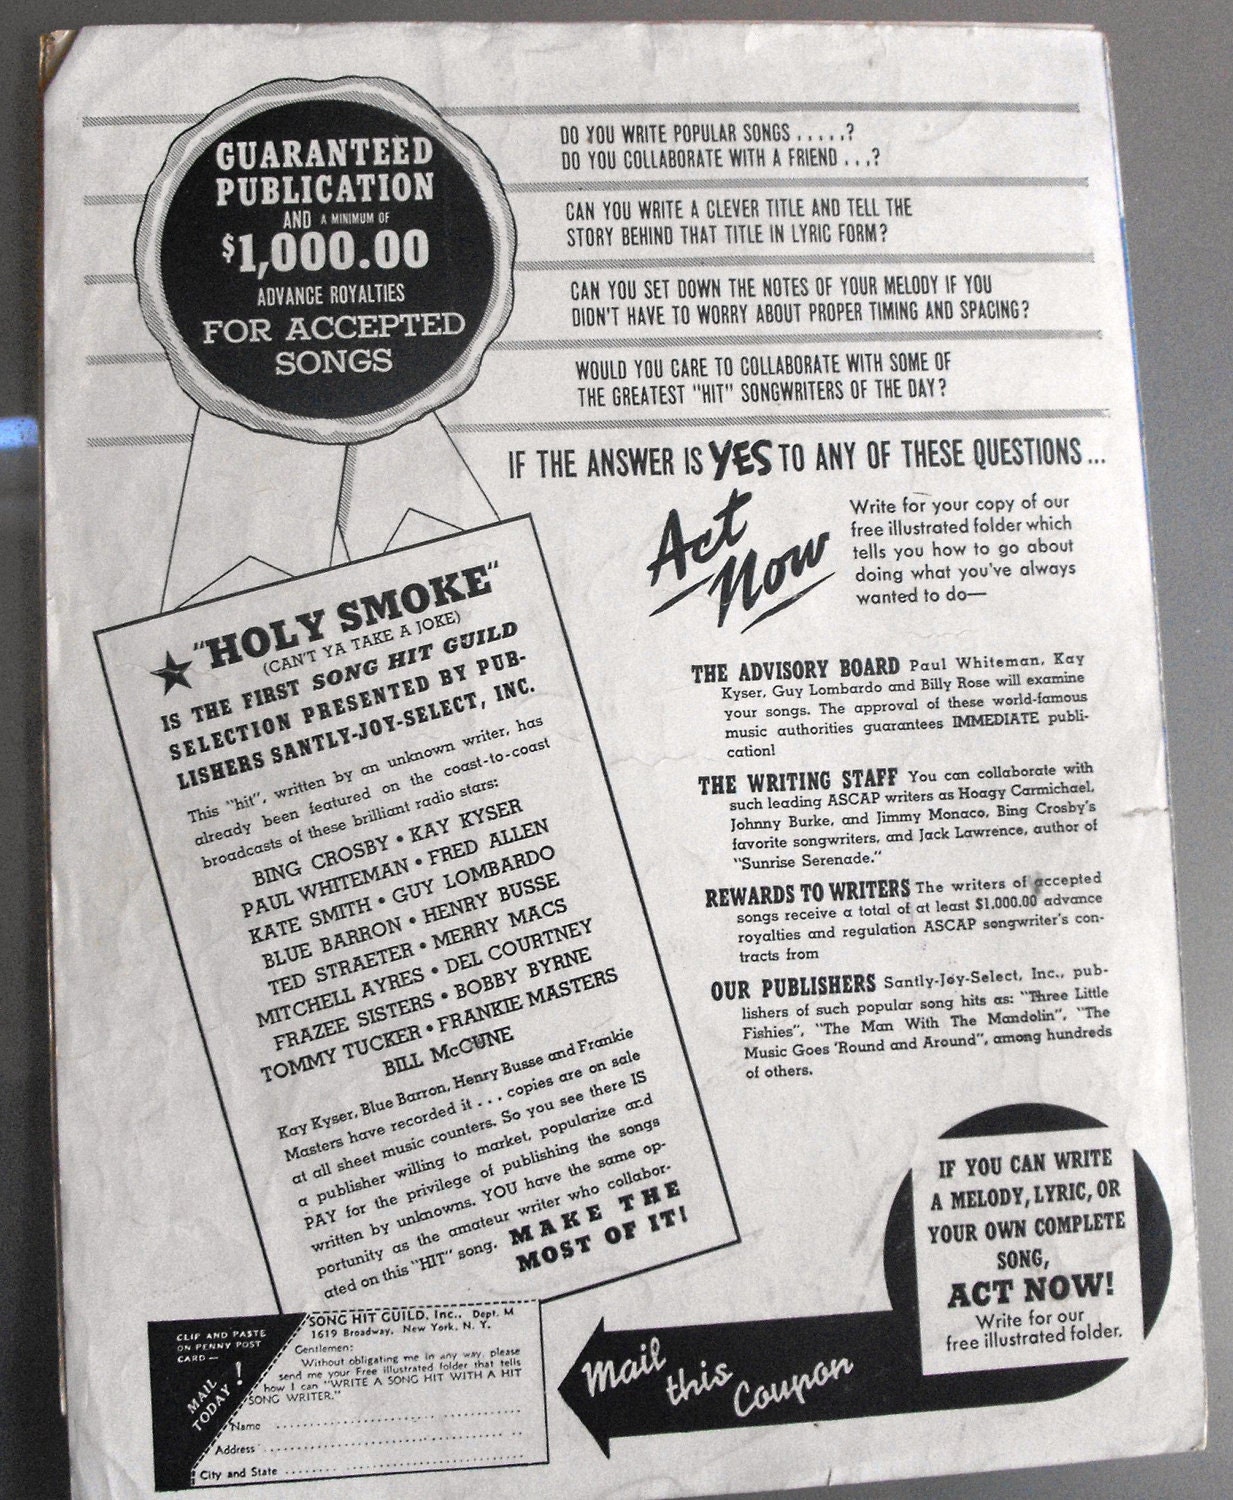 GUARANTEED
PUBLICATION
AND A MINIMUM OF
$1,000.00
ADVANCE ROYALTIES
FOR ACCEPTED
SONGS
DO YOU WRITE POPULAR SONGS . . . . .?
DO YOU COLLABORATE WITH A FRIEND . . .?
CAN YOU WRITE A CLEVER TITLE AND TELL THE
STORY BEHIND THAT TITLE IN LYRIC FORM?
CAN YOU SET DOWN THE NOTES OF YOUR MELODY IF YOU
DIDN'T HAVE TO WORRY ABOUT PROPER TIMING AND SPACING?
WOULD YOU CARE TO COLLABORATE WITH SOME OF
THE GREATEST "HIT" SONGWRITERS OF THE DAY?
IF THE ANSWER IS YES TO ANY OF THESE QUESTIONS...
Act
Now
Write for your copy of our
free illustrated folder which
tells you how to go about
doing what you've always
wanted to do—
"HOLY SMOKE"
(CAN'T YA TAKE A JOKE)
IS THE FIRST SONG HIT GUILD
SELECTION PRESENTED BY PUB-
LISHERS SANTLY-JOY-SELECT, INC.
This "hit", written by an unknown writer, has
already been featured on the coast-to-coast
broadcasts of these brilliant radio stars:
BING CROSBY • KAY KYSER
PAUL WHITEMAN • FRED ALLEN
KATE SMITH • GUY LOMBARDO
BLUE BARRON • HENRY BUSSE
TED STRAETER • MERRY MACS
MITCHELL AYRES • DEL COURTNEY
FRAZEE SISTERS • BOBBY BYRNE
TOMMY TUCKER • FRANKIE MASTERS
BILL McCUNE
Kay Kyser, Blue Barron, Henry Busse and Frankie
Masters have recorded it . . . copies are on sale
at all sheet music counters. So you see there IS
a publisher willing to market, popularize and
PAY for the privilege of publishing the songs
written by unknowns. YOU have the same op-
portunity as the amateur writer who collabor-
ated on this "HIT" song. MAKE THE
MOST OF IT!
THE ADVISORY BOARD Paul Whiteman, Kay
Kyser, Guy Lombardo and Billy Rose will examine
your songs. The approval of these world-famous
music authorities guarantees IMMEDIATE publi-
cation!
THE WRITING STAFF You can collaborate with
such leading ASCAP writers as Hoagy Carmichael,
Johnny Burke, and Jimmy Monaco, Bing Crosby's
favorite songwriters, and Jack Lawrence, author of
"Sunrise Serenade."
REWARDS TO WRITERS The writers of accepted
songs receive a total of at least $1,000.00 advance
royalties and regulation ASCAP songwriter's con-
tracts from
OUR PUBLISHERS Santly-Joy-Select, Inc., pub-
lishers of such popular song hits as: "Three Little
Fishies", "The Man With The Mandolin", "The
Music Goes 'Round and Around", among hundreds
of others.
IF YOU CAN WRITE
A MELODY, LYRIC, OR
YOUR OWN COMPLETE
SONG,
ACT NOW!
Write for our
free illustrated folder.
Mail
this
Coupon
CLIP AND PASTE
ON PENNY POST
CARD—
MAIL
TODAY!
SONG HIT GUILD, Inc., Dept. M
1619 Broadway, New York, N. Y.
Gentlemen:
Without obligating me in any way, please
send me your Free illustrated folder that tells
how I can "WRITE A SONG HIT WITH A HIT
SONG WRITER."
Name
Address
City and State